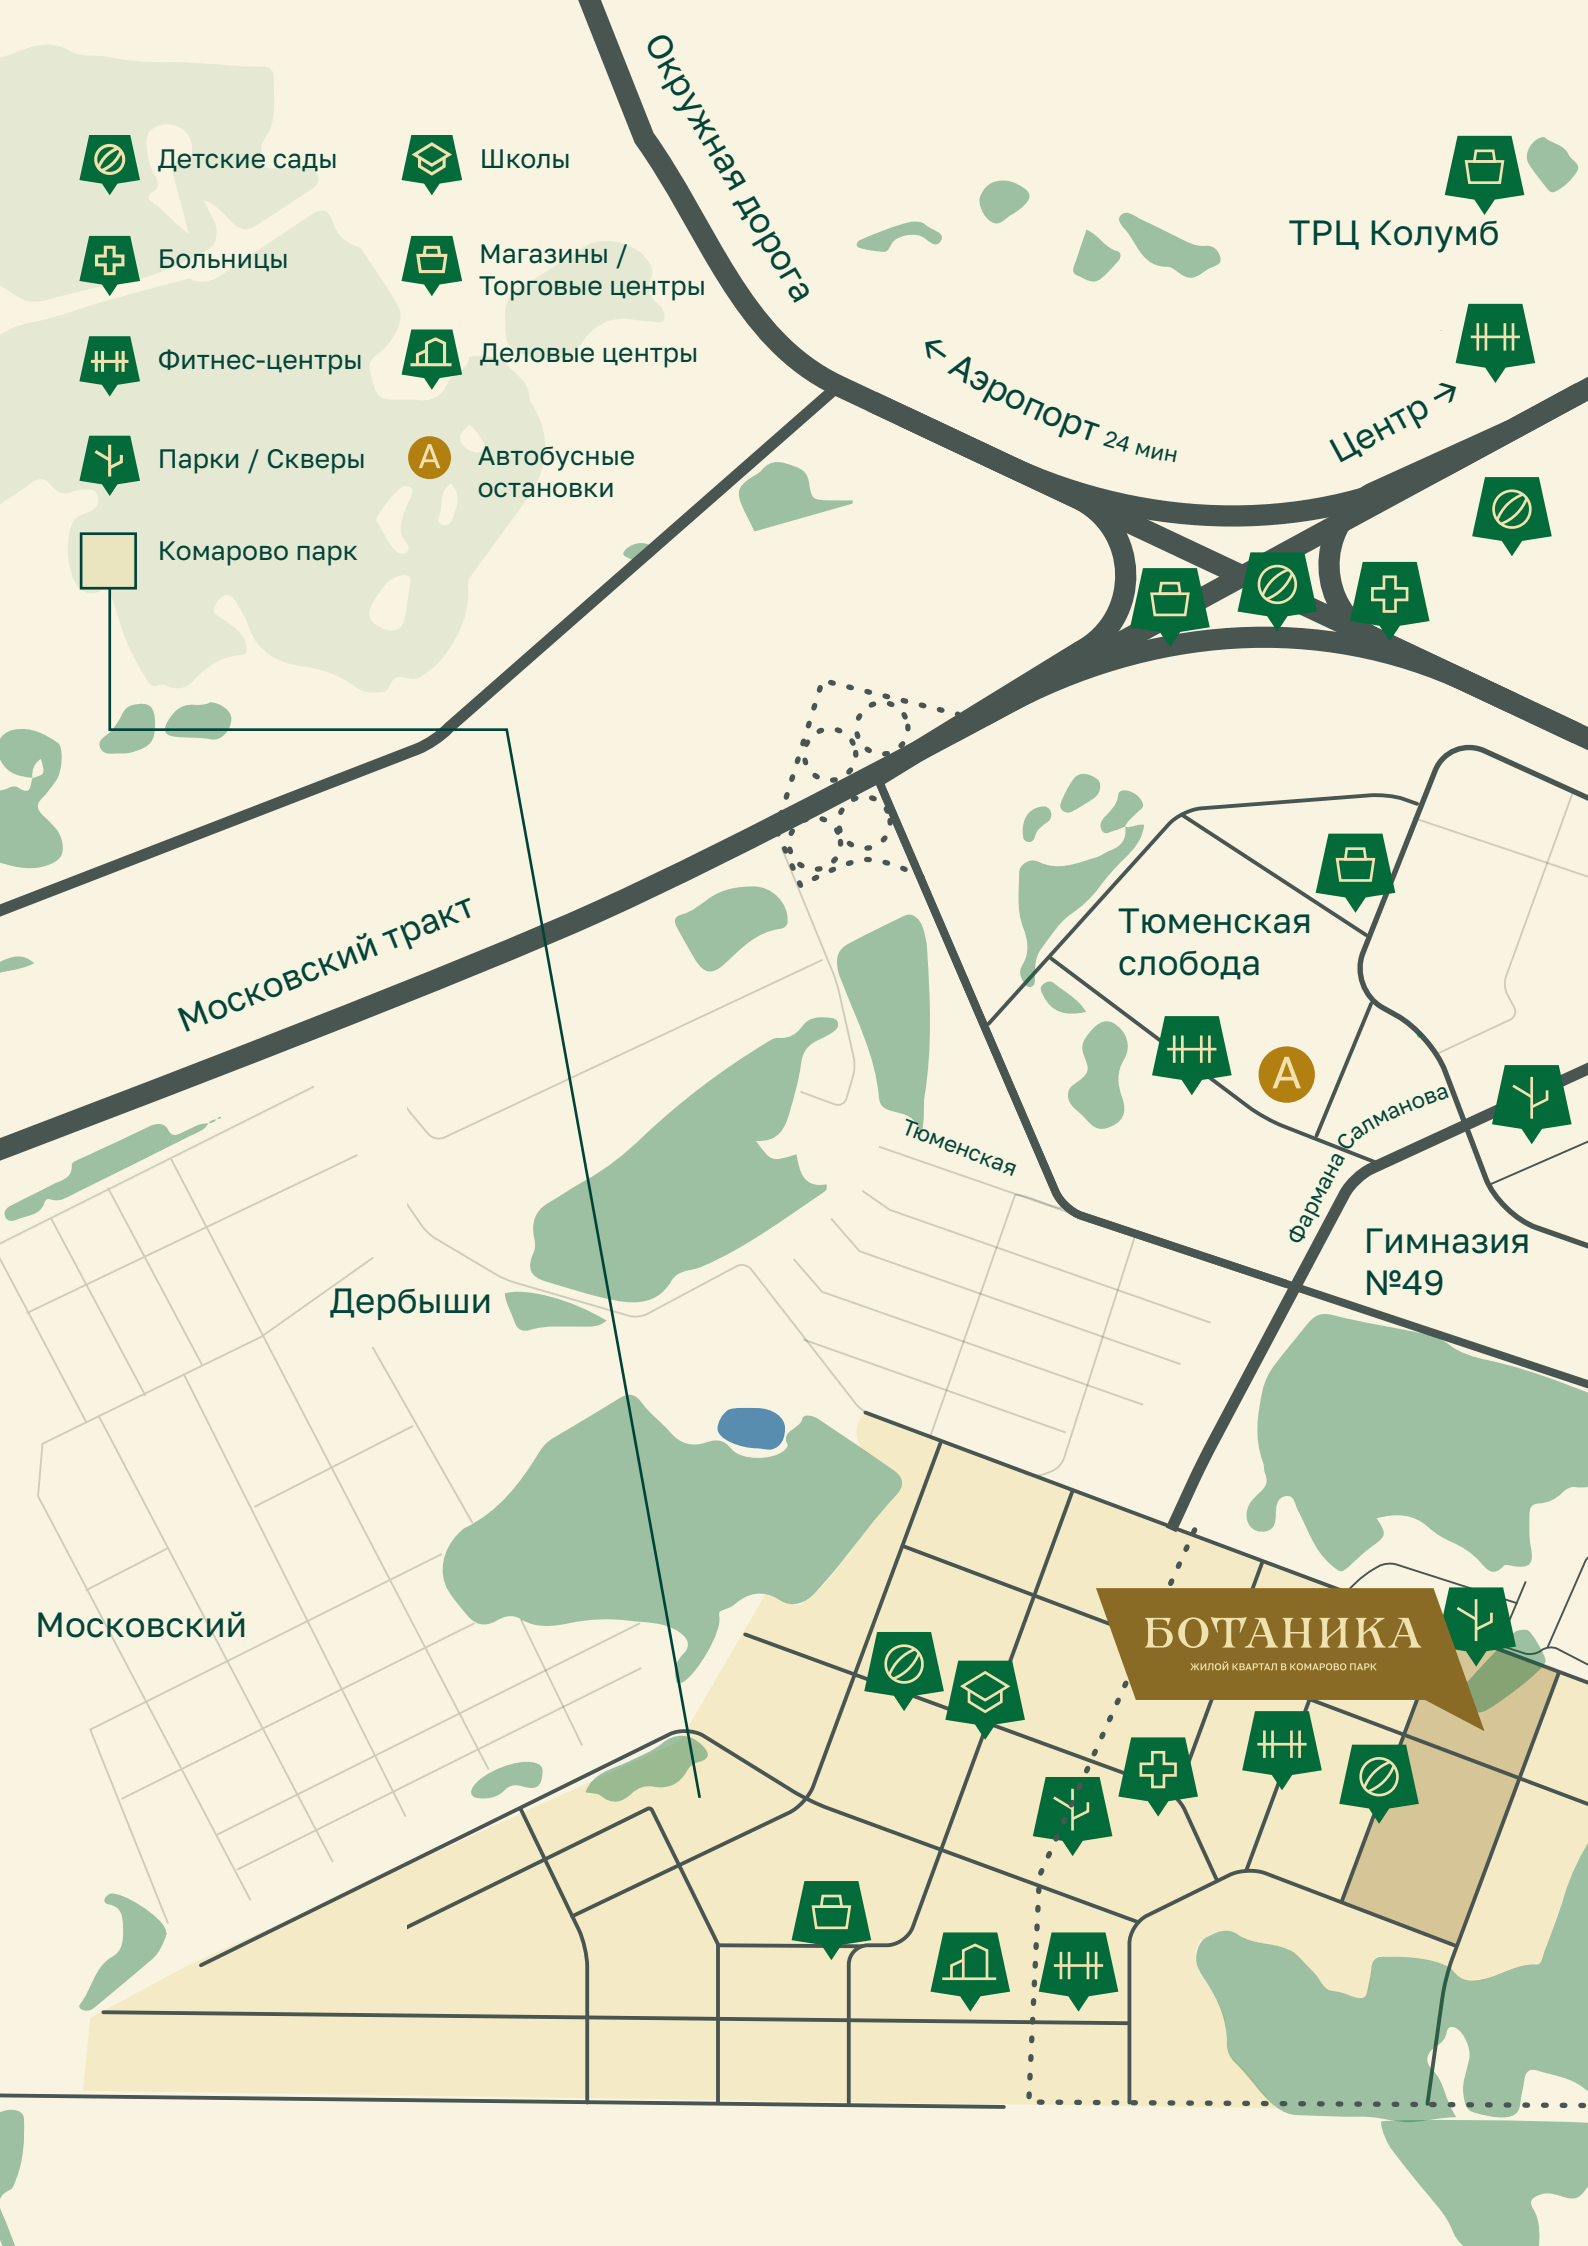 Окружная дорога
Детские сады
Школы
ТРЦ Колумб
Больницы
Магазины /
Торговые центры
Фитнес-центры
Деловые центры
← Аэропорт 24 мин
Центр →
Парки / Скверы
А
Автобусные
остановки
Комарово парк
Московский тракт
Тюменская
слобода
А
Тюменская
Фармана Салманова
Гимназия
№49
Дербыши
Московский
БОТАНИКА
ЖИЛОЙ КВАРТАЛ В КОМАРОВО ПАРК